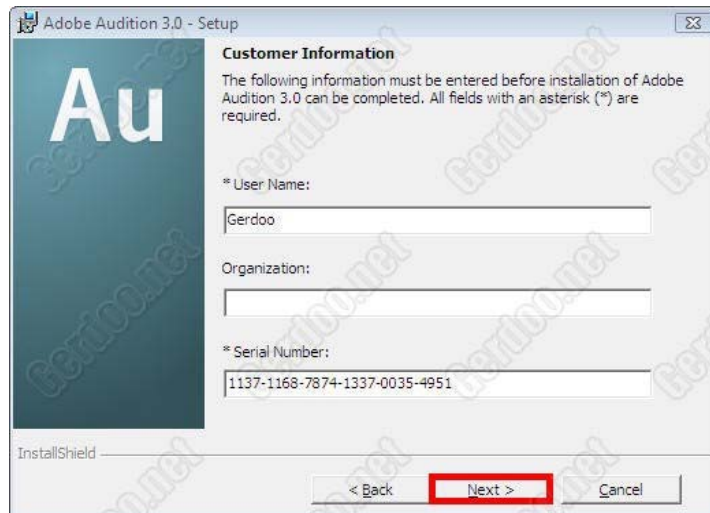 Adobe Audition 3.0 - Setup
Au
Customer Information
The following information must be entered before installation of Adobe
Audition 3.0 can be completed. All fields with an asterisk (*) are
required.
* User Name:
Gerdoo
Organization:
* Serial Number:
1137-1168-7874-1337-0035-4951
InstallShield
< Back
Next >
Cancel
Gerdoo.net